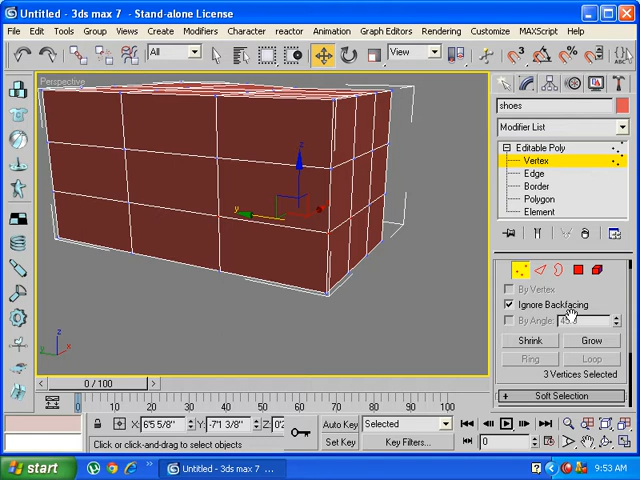 Untitled - 3ds max 7 - Stand-alone License
File Edit Tools Group Views Create Modifiers Character reactor Animation Graph Editors Rendering Customize MAXScript Help
All View
Perspective
z
y
shoes
Modifier List
Editable Poly
Vertex
Edge
Border
Polygon
Element
By Vertex
Ignore Backfacing
By Angle:
Shrink Grow
Ring Loop
3 Vertices Selected
+ Soft Selection
z
y x
0 / 100
0 10 20 30 40 50 60 70 80 90 100
X: 6'5 5/8" Y: -7'1 3/8" Z: Auto Key Selected
Click or click-and-drag to select objects Set Key Key Filters... 0
start Untitled - 3ds max 7 ... 9:53 AM